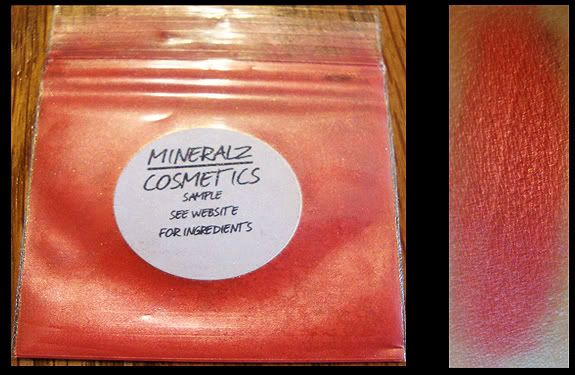 MINERALZ
COSMETICS
SAMPLE
SEE WEBSITE
FOR INGREDIENTS